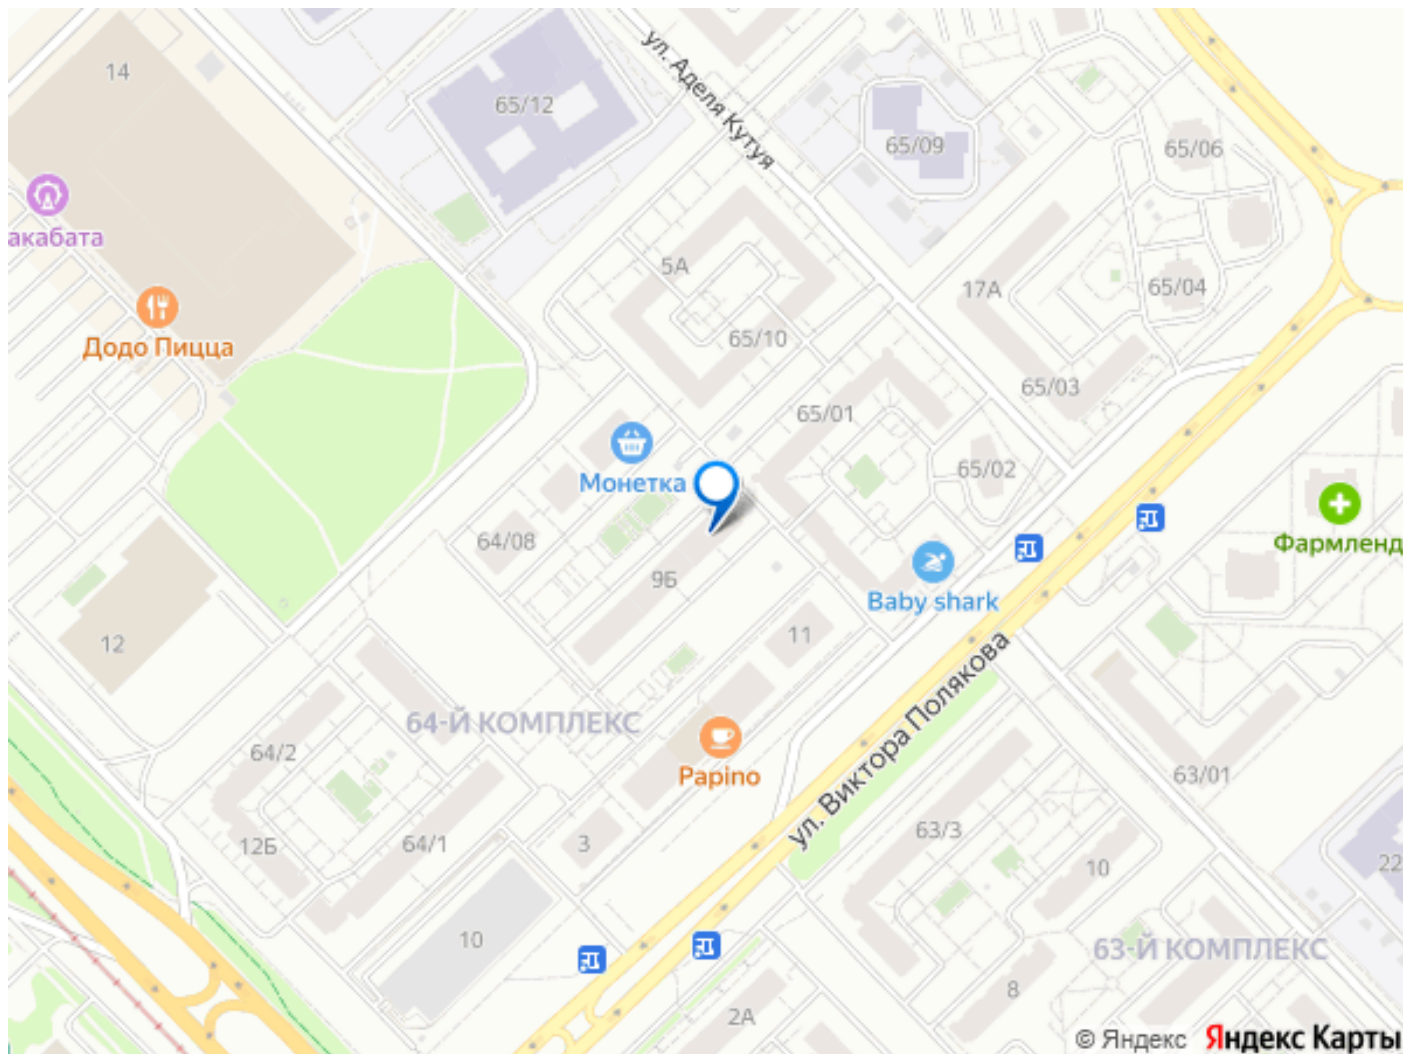 14
65/12
ул. Аделя Кутуя
65/09
65/06
акабата
5А
17А
65/04
Додо Пицца
65/10
65/03
65/01
65/02
Монетка
64/08
Фармленд
9Б
Baby shark
12
11
64-Й КОМПЛЕКС
ул. Виктора Полякова
64/2
Papino
63/01
12Б
64/1
3
63/3
10
22
10
63-Й КОМПЛЕКС
8
2А
© Яндекс Яндекс Карты